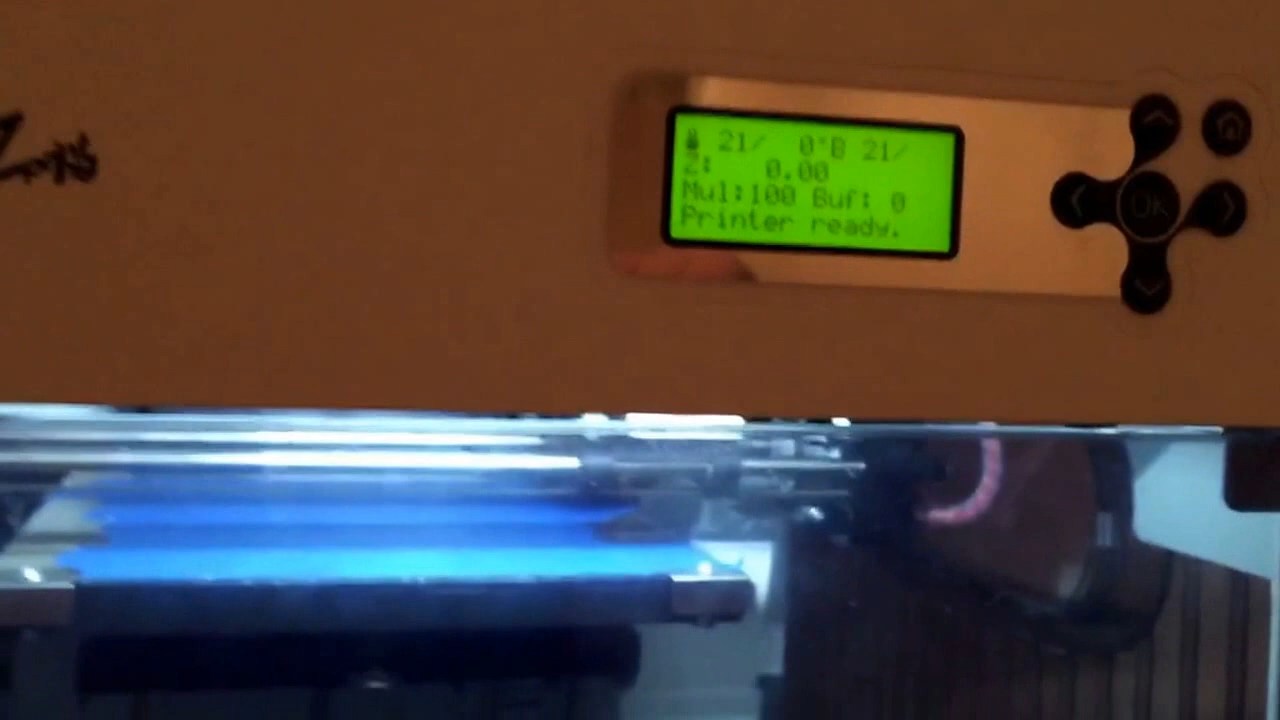 21/ 0°B 21/
Z: 0.00
Mul:100 Buf: 0
Printer ready.
OK